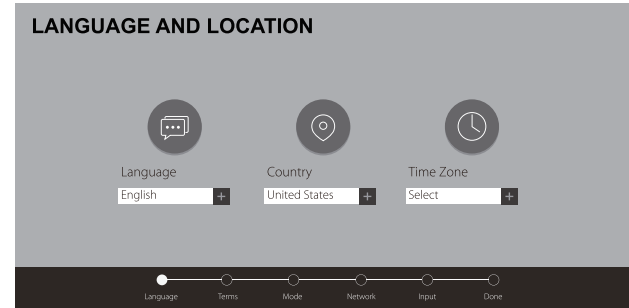 LANGUAGE AND LOCATION
Language Country Time Zone
English + United States + Select +
Language Terms Mode Network Input Done